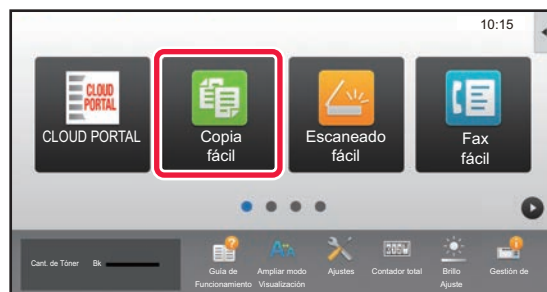 10:15
CLOUD
PORTAL
CLOUD PORTAL
Copia
fácil
Escaneado
fácil
Fax
fácil
Cant. de Tóner Bk
Guía de
Funcionamiento
Ampliar modo
Visualización
Ajustes
Contador total
Brillo
Ajuste
Gestión de